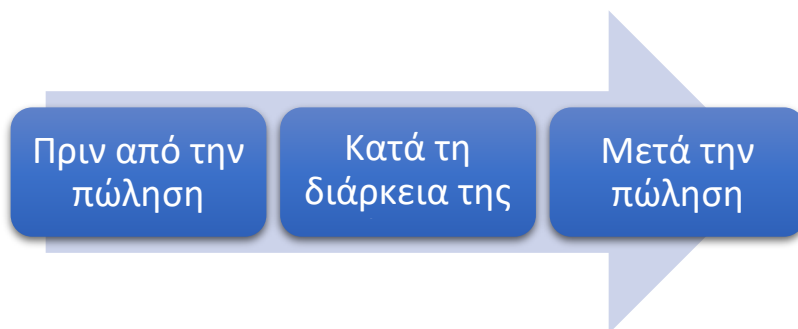 Πριν από την
πώληση
Κατά τη
διάρκεια της
Μετά την
πώληση